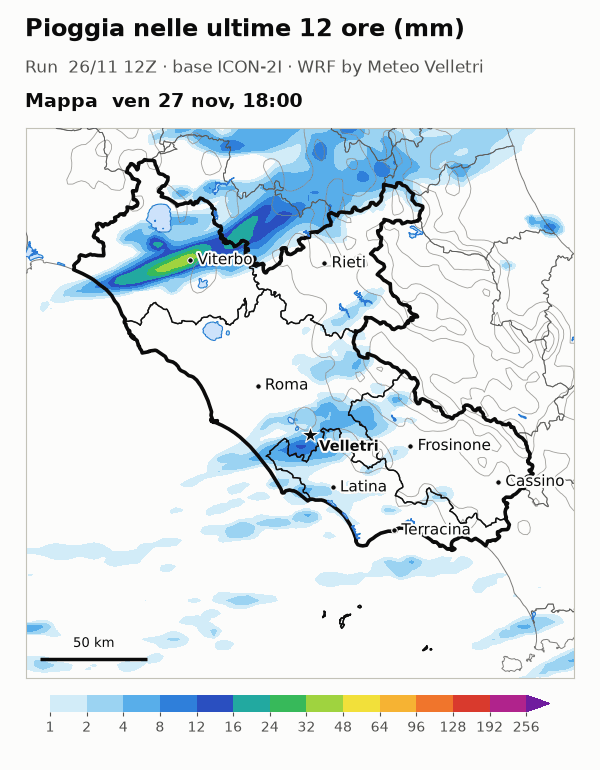 Pioggia nelle ultime 12 ore (mm)
Run  26/11 12Z · base ICON-2I · WRF by Meteo Velletri
Mappa  ven 27 nov, 18:00
Viterbo
Rieti
Roma
Velletri
Frosinone
Latina
Cassino
Terracina
50 km
1 2 4 8 12 16 24 32 48 64 96 128 192 256